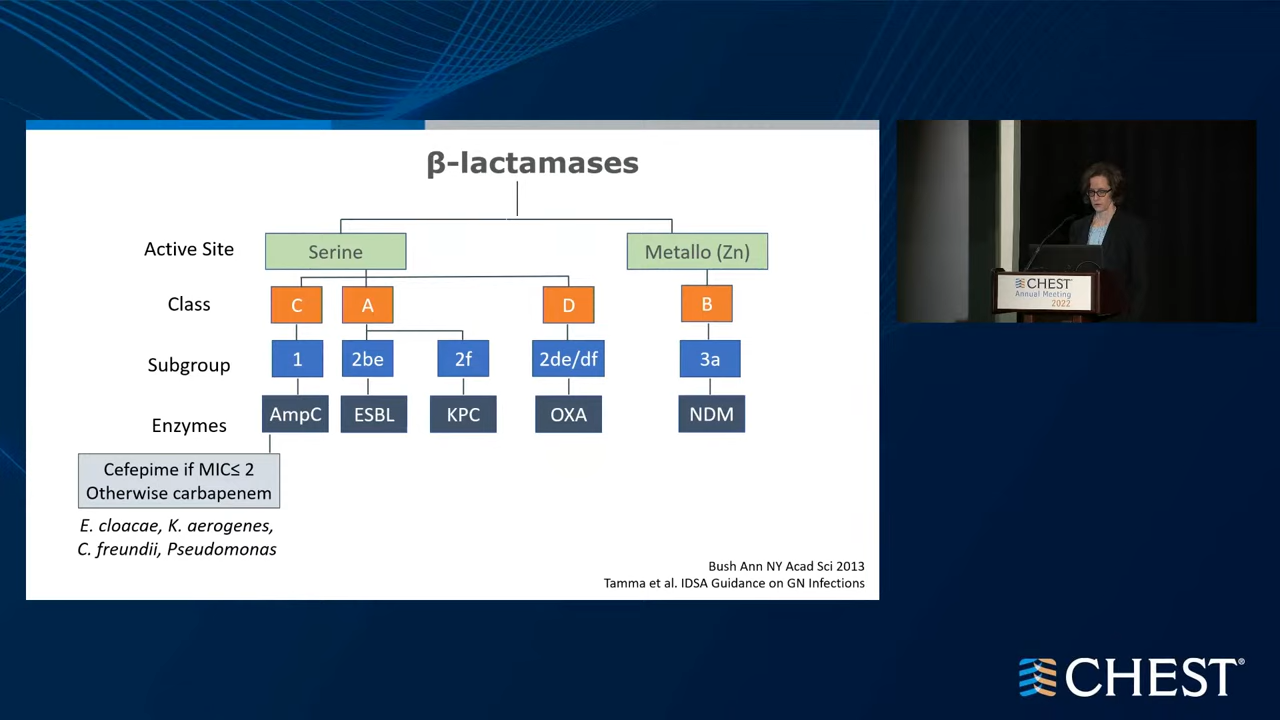 β-lactamases
Active Site
Serine
Metallo (Zn)
Class
C
A
D
B
Subgroup
1
2be
2f
2de/df
3a
Enzymes
AmpC
ESBL
KPC
OXA
NDM
Cefepime if MIC≤ 2
Otherwise carbapenem
E. cloacae, K. aerogenes,
C. freundii, Pseudomonas
Bush Ann NY Acad Sci 2013
Tamma et al. IDSA Guidance on GN Infections
CHEST
Annual Meeting
2022
CHEST®